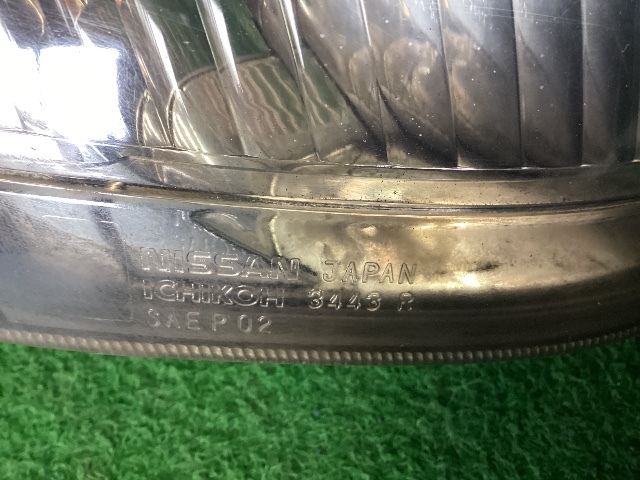 NISSAN JAPAN
ICHIKOH 3443 R
SAE P 02